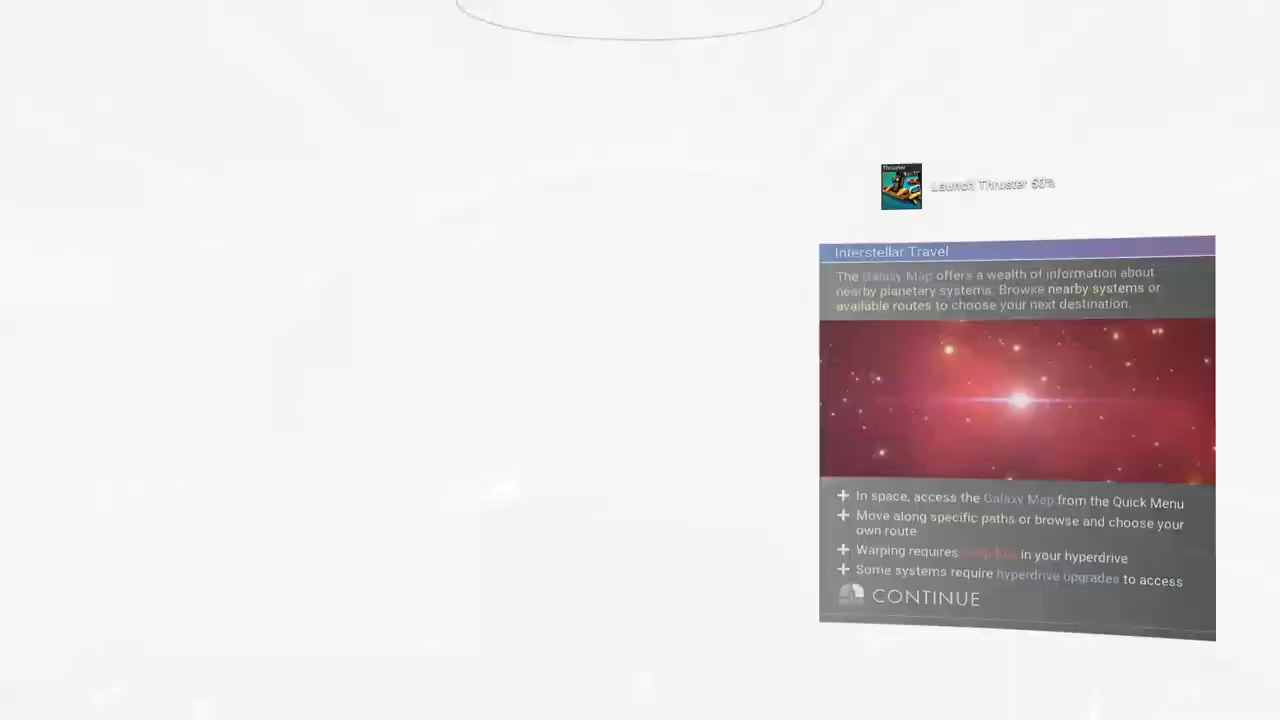 Thruster
Launch Thruster 50%
Interstellar Travel
The Galaxy Map offers a wealth of information about
nearby planetary systems. Browse nearby systems or
available routes to choose your next destination.
In space, access the Galaxy Map from the Quick Menu
Move along specific paths or browse and choose your
own route
Warping requires in your hyperdrive
Some systems require hyperdrive upgrades to access
CONTINUE